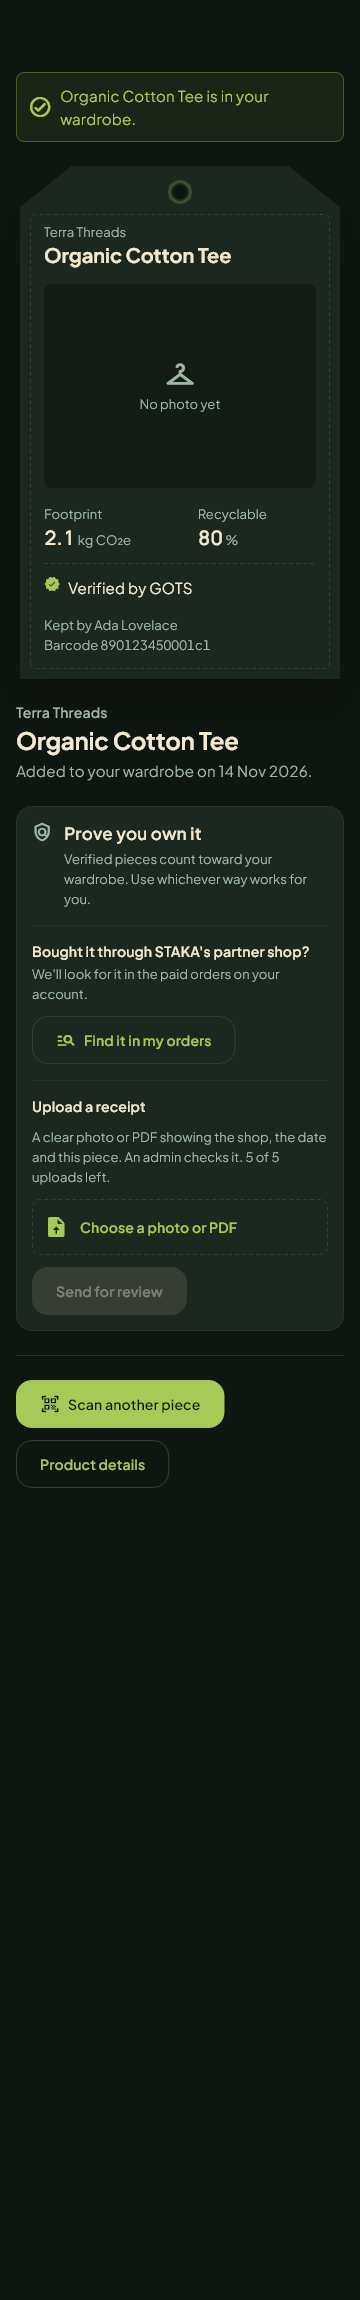 Organic Cotton Tee is in your
wardrobe.
Terra Threads
Organic Cotton Tee
No photo yet
Footprint
Recyclable
2.1 kg CO₂e
80 %
Verified by GOTS
Kept by Ada Lovelace
Barcode 890123450001c1
Terra Threads
Organic Cotton Tee
Added to your wardrobe on 14 Nov 2026.
Prove you own it
Verified pieces count toward your
wardrobe. Use whichever way works for
you.
Bought it through STAKA's partner shop?
We'll look for it in the paid orders on your
account.
Find it in my orders
Upload a receipt
A clear photo or PDF showing the shop, the date
and this piece. An admin checks it. 5 of 5
uploads left.
Choose a photo or PDF
Send for review
Scan another piece
Product details